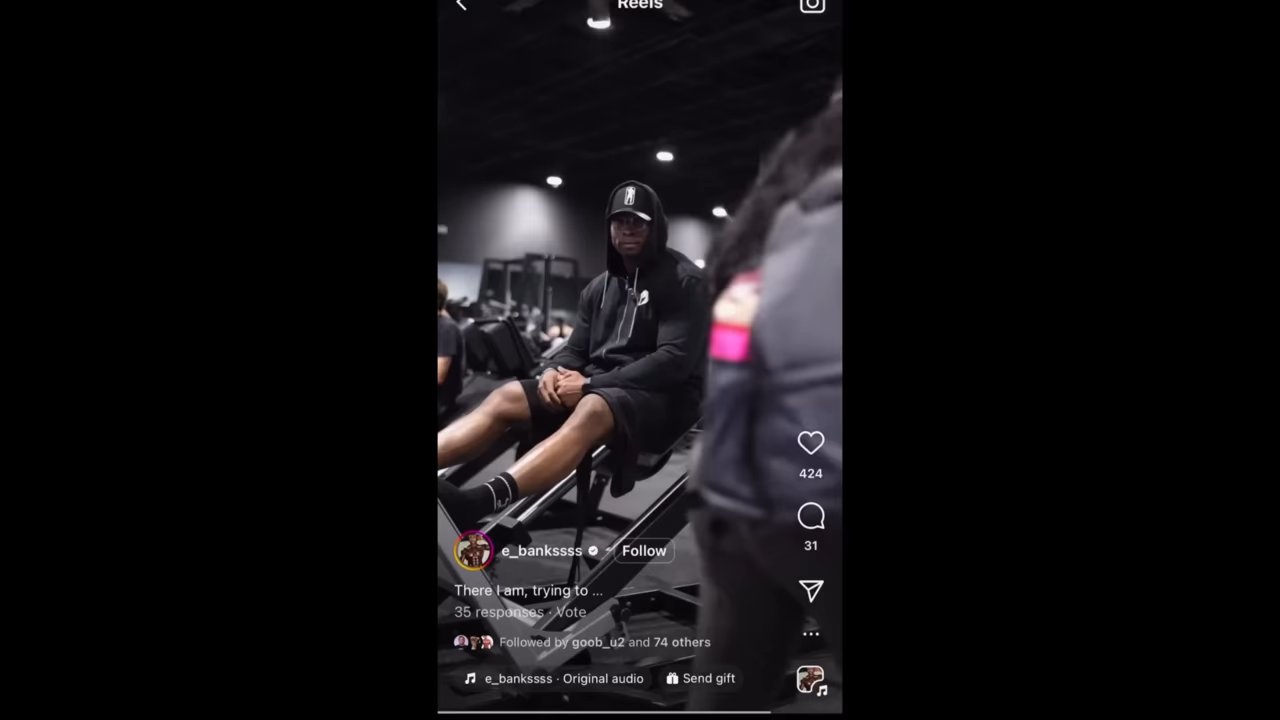 Reels
424
31
e_bankssss Follow
There I am, trying to ...
35 responses · Vote
Followed by goob_u2 and 74 others
e_bankssss · Original audio Send gift